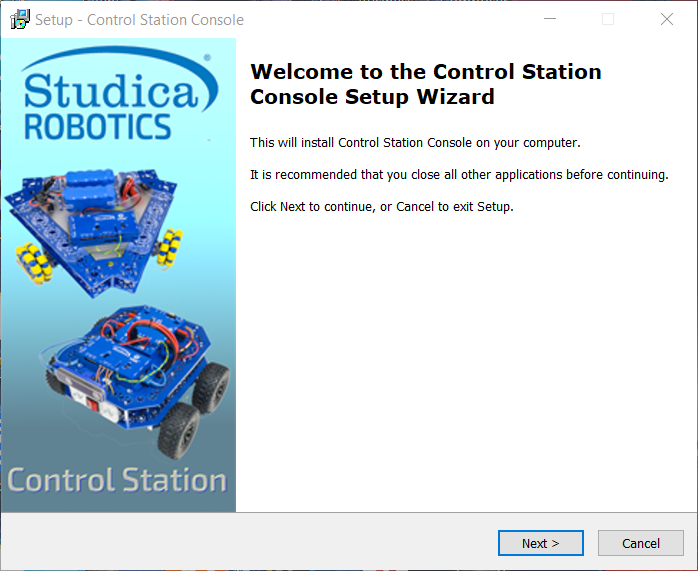 Setup - Control Station Console
Studica
ROBOTICS
Control Station
Welcome to the Control Station
Console Setup Wizard
This will install Control Station Console on your computer.
It is recommended that you close all other applications before continuing.
Click Next to continue, or Cancel to exit Setup.
Next >
Cancel